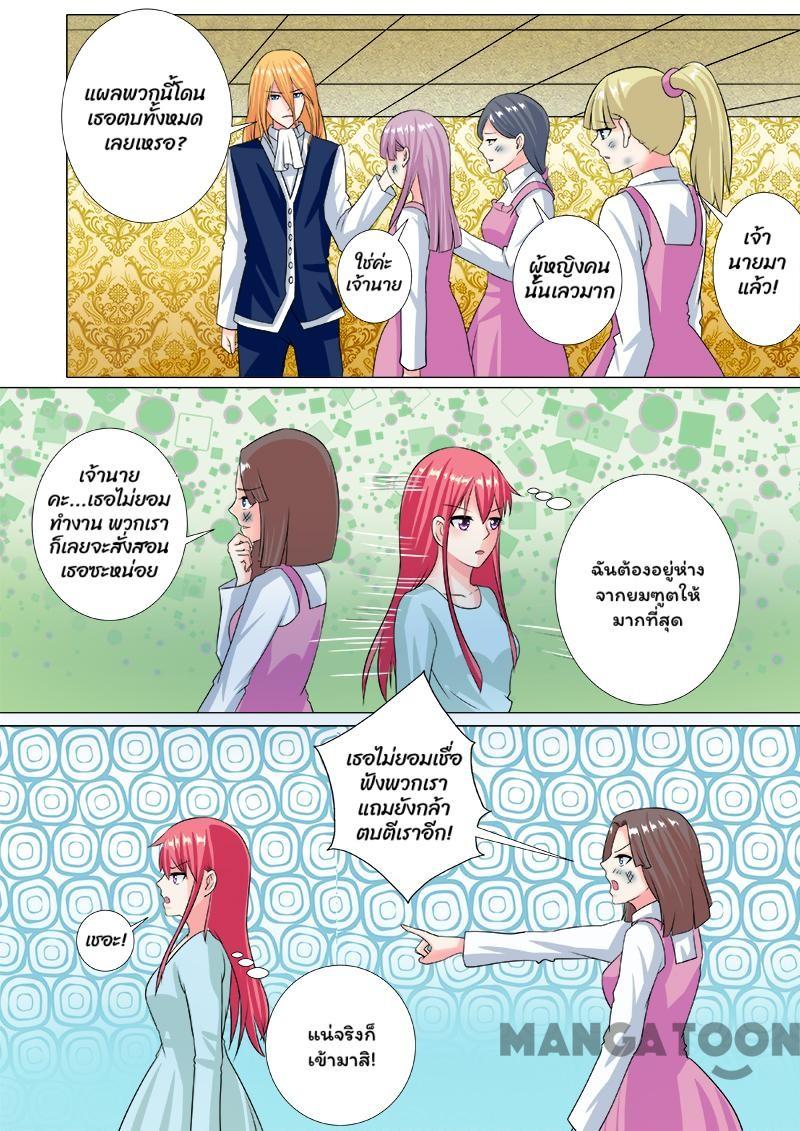 แผลพวกนี้โดน
เธอตบทั้งหมด
เลยเหรอ?
ใช่ค่ะ
เจ้านาย
ผู้หญิงคน
นั้นเลวมาก
เจ้า
นายมา
แล้ว!
เจ้านาย
คะ...เธอไม่ยอม
ทำงาน พวกเรา
ก็เลยจะสั่งสอน
เธอซะหน่อย
ฉันต้องอยู่ห่าง
จากยมฑูตให้
มากที่สุด
เธอไม่ยอมเชื่อ
ฟังพวกเรา
แถมยังกล้า
ตบตีเราอีก!
เชอะ!
แน่จริงก็
เข้ามาสิ!
MANGATOON